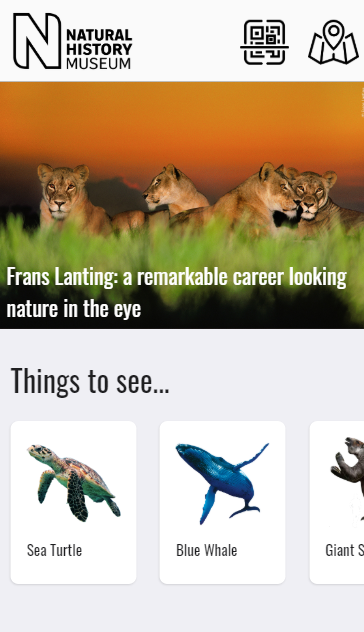 NATURAL
HISTORY
MUSEUM
Frans Lanting: a remarkable career looking
nature in the eye
Things to see...
Sea Turtle
Blue Whale
Giant S